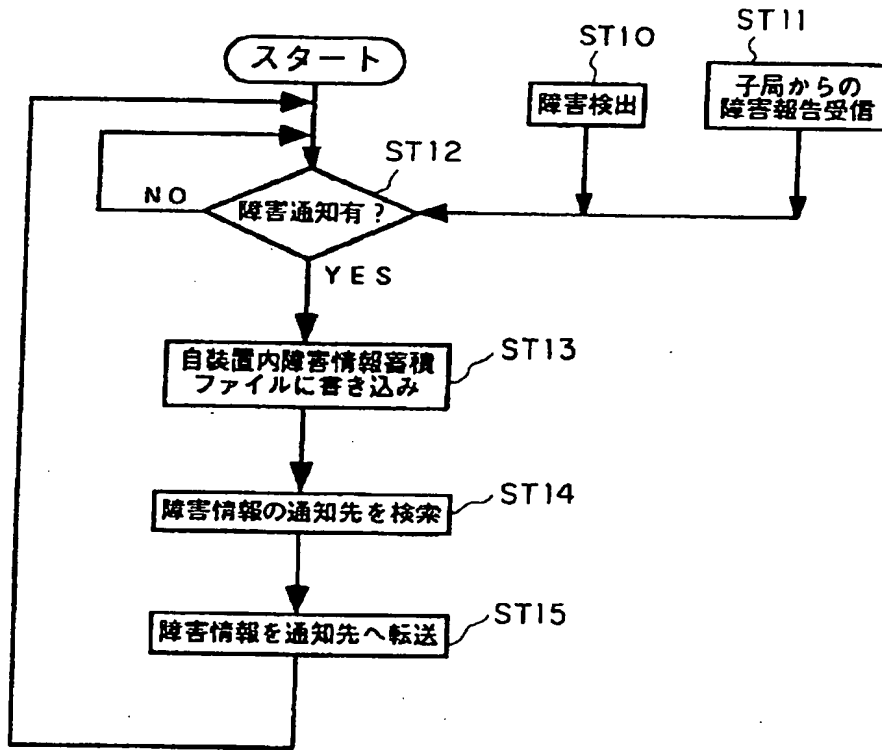 スタート
ST10
障害検出
ST11
子局からの
障害報告受信
ST12
障害通知有?
NO
YES
ST13
自装置内障害情報蓄積
ファイルに書き込み
ST14
障害情報の通知先を検索
ST15
障害情報を通知先へ転送